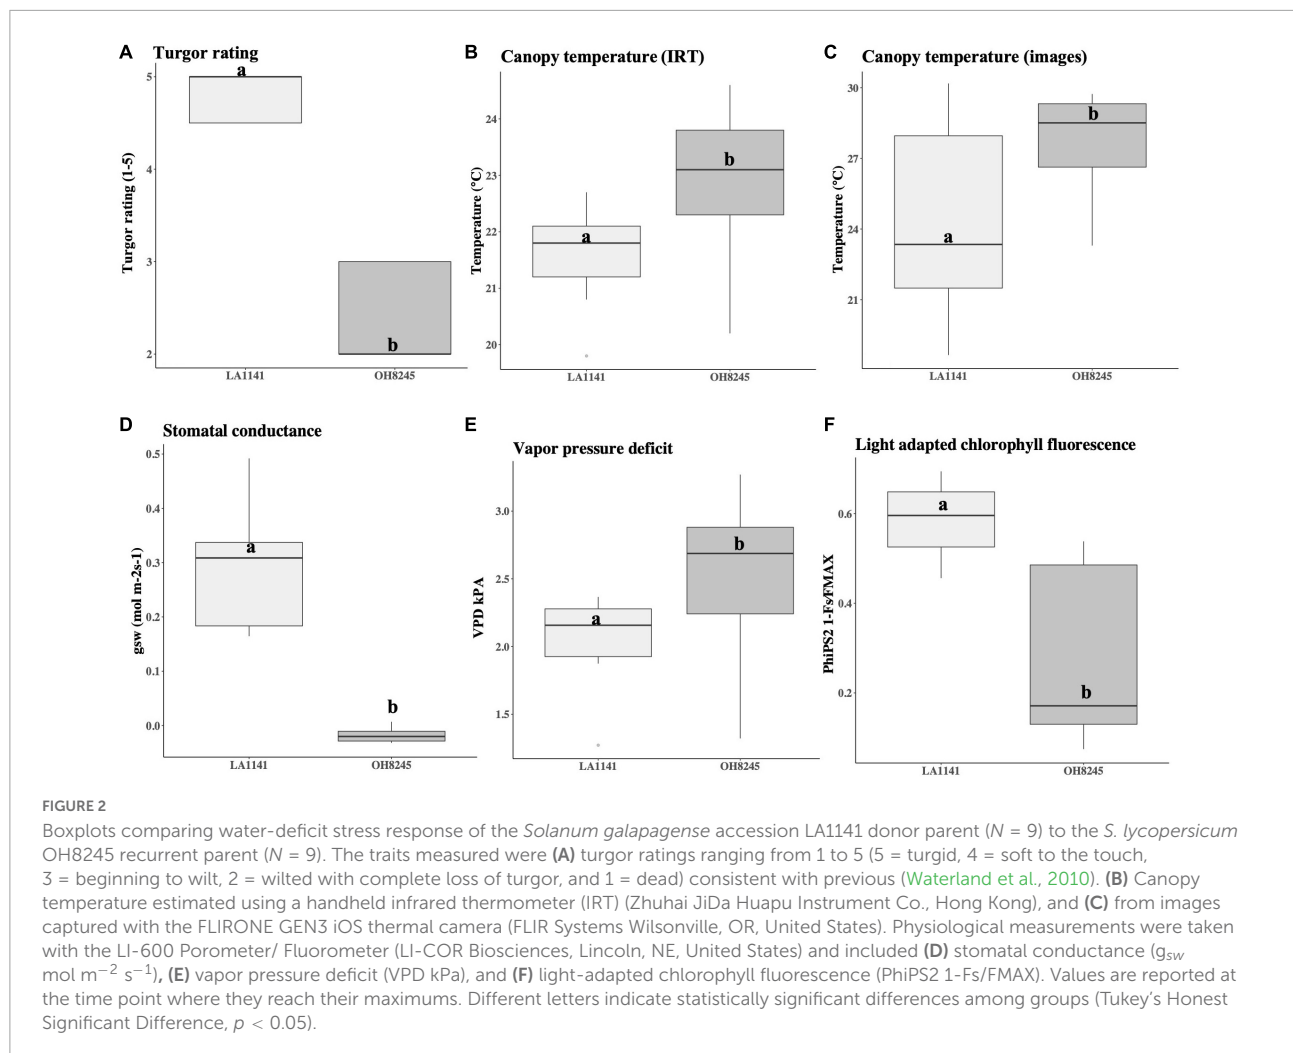 A Turgor rating
a
5
4
3
2
b
Turgor rating (1-5)
LA1141 OH8245
B Canopy temperature (IRT)
24
23
22
21
20
a
b
Temperature (°C)
LA1141 OH8245
C Canopy temperature (images)
30
27
24
21
a
b
Temperature (°C)
LA1141 OH8245
D Stomatal conductance
0.5
0.4
0.3
0.2
0.1
0.0
a
b
gsw (mol m-2s-1)
LA1141 OH8245
E Vapor pressure deficit
3.0
2.5
2.0
1.5
a
b
VPD kPA
LA1141 OH8245
F Light adapted chlorophyll fluorescence
0.6
0.4
0.2
a
b
PhiPS2 1-Fs/FMAX
LA1141 OH8245
FIGURE 2
Boxplots comparing water-deficit stress response of the Solanum galapagense accession LA1141 donor parent (N = 9) to the S. lycopersicum
OH8245 recurrent parent (N = 9). The traits measured were (A) turgor ratings ranging from 1 to 5 (5 = turgid, 4 = soft to the touch,
3 = beginning to wilt, 2 = wilted with complete loss of turgor, and 1 = dead) consistent with previous (Waterland et al., 2010). (B) Canopy
temperature estimated using a handheld infrared thermometer (IRT) (Zhuhai JiDa Huapu Instrument Co., Hong Kong), and (C) from images
captured with the FLIRONE GEN3 iOS thermal camera (FLIR Systems Wilsonville, OR, United States). Physiological measurements were taken
with the LI-600 Porometer/ Fluorometer (LI-COR Biosciences, Lincoln, NE, United States) and included (D) stomatal conductance (gsw
mol m−2 s−1), (E) vapor pressure deficit (VPD kPa), and (F) light-adapted chlorophyll fluorescence (PhiPS2 1-Fs/FMAX). Values are reported at
the time point where they reach their maximums. Different letters indicate statistically significant differences among groups (Tukey's Honest
Significant Difference, p < 0.05).